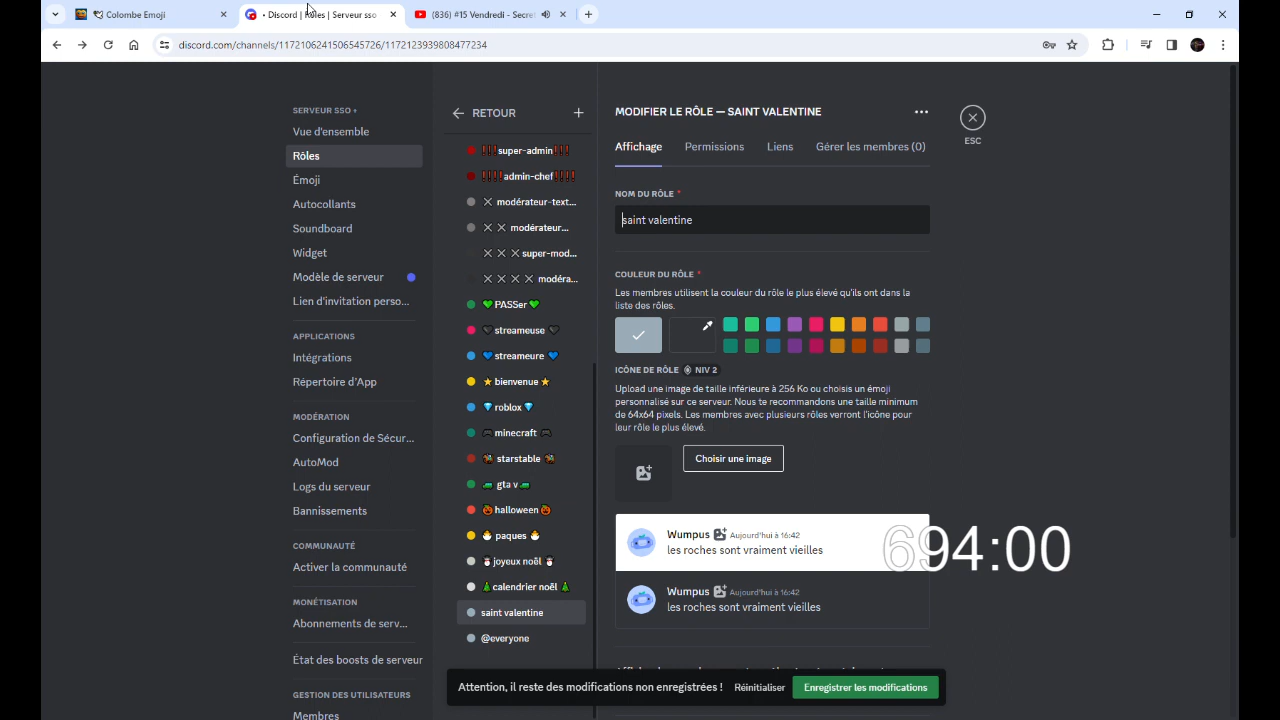 Colombe Emoji
• Discord | Rôles | Serveur sso
(836) #15 Vendredi - Secre
discord.com/channels/1172106241506545726/1172123939808477234
SERVEUR SSO +
Vue d'ensemble
Rôles
Émoji
Autocollants
Soundboard
Widget
Modèle de serveur
Lien d'invitation perso...
APPLICATIONS
Intégrations
Répertoire d'App
MODÉRATION
Configuration de Sécur...
AutoMod
Logs du serveur
Bannissements
COMMUNAUTÉ
Activer la communauté
MONÉTISATION
Abonnements de serv...
État des boosts de serveur
GESTION DES UTILISATEURS
Membres
RETOUR
❗❗❗super-admin❗❗❗
❗❗❗❗admin-chef❗❗❗❗
⚔ modérateur-text...
⚔ ⚔ modérateur...
⚔ ⚔ ⚔ super-mod...
⚔ ⚔ ⚔ ⚔ modéra...
💚PASSer💚
🖤streameuse 🖤
💙streameure 💙
⭐bienvenue⭐
💎roblox💎
🎮minecraft 🎮
🏇 starstable 🏇
🚙 gta v🚙
🎃halloween🎃
🐣 paques 🐣
⛄joyeux noël⛄
🎄calendrier noël 🎄
saint valentine
@everyone
MODIFIER LE RÔLE — SAINT VALENTINE
ESC
Affichage Permissions Liens Gérer les membres (0)
NOM DU RÔLE *
saint valentine
COULEUR DU RÔLE *
Les membres utilisent la couleur du rôle le plus élevé qu'ils ont dans la
liste des rôles.
ICÔNE DE RÔLE NIV 2
Upload une image de taille inférieure à 256 Ko ou choisis un émoji
personnalisé sur ce serveur. Nous te recommandons une taille minimum
de 64x64 pixels. Les membres avec plusieurs rôles verront l'icône pour
leur rôle le plus élevé.
Choisir une image
Wumpus Aujourd'hui à 16:42
les roches sont vraiment vieilles
694:00
Wumpus Aujourd'hui à 16:42
les roches sont vraiment vieilles
Attention, il reste des modifications non enregistrées ! Réinitialiser Enregistrer les modifications